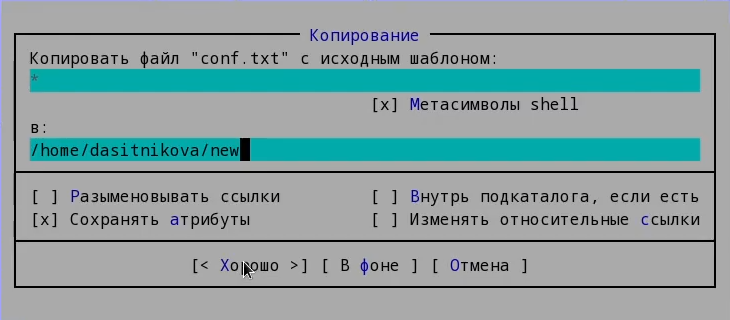 Копирование
Копировать файл "conf.txt" с исходным шаблоном:
*
[x] Метасимволы shell
в:
/home/dasitnikova/new
[ ] Разыменовывать ссылки [ ] Внутрь подкаталога, если есть
[x] Сохранять атрибуты [ ] Изменять относительные ссылки
[< Хорошо >] [ В фоне ] [ Отмена ]